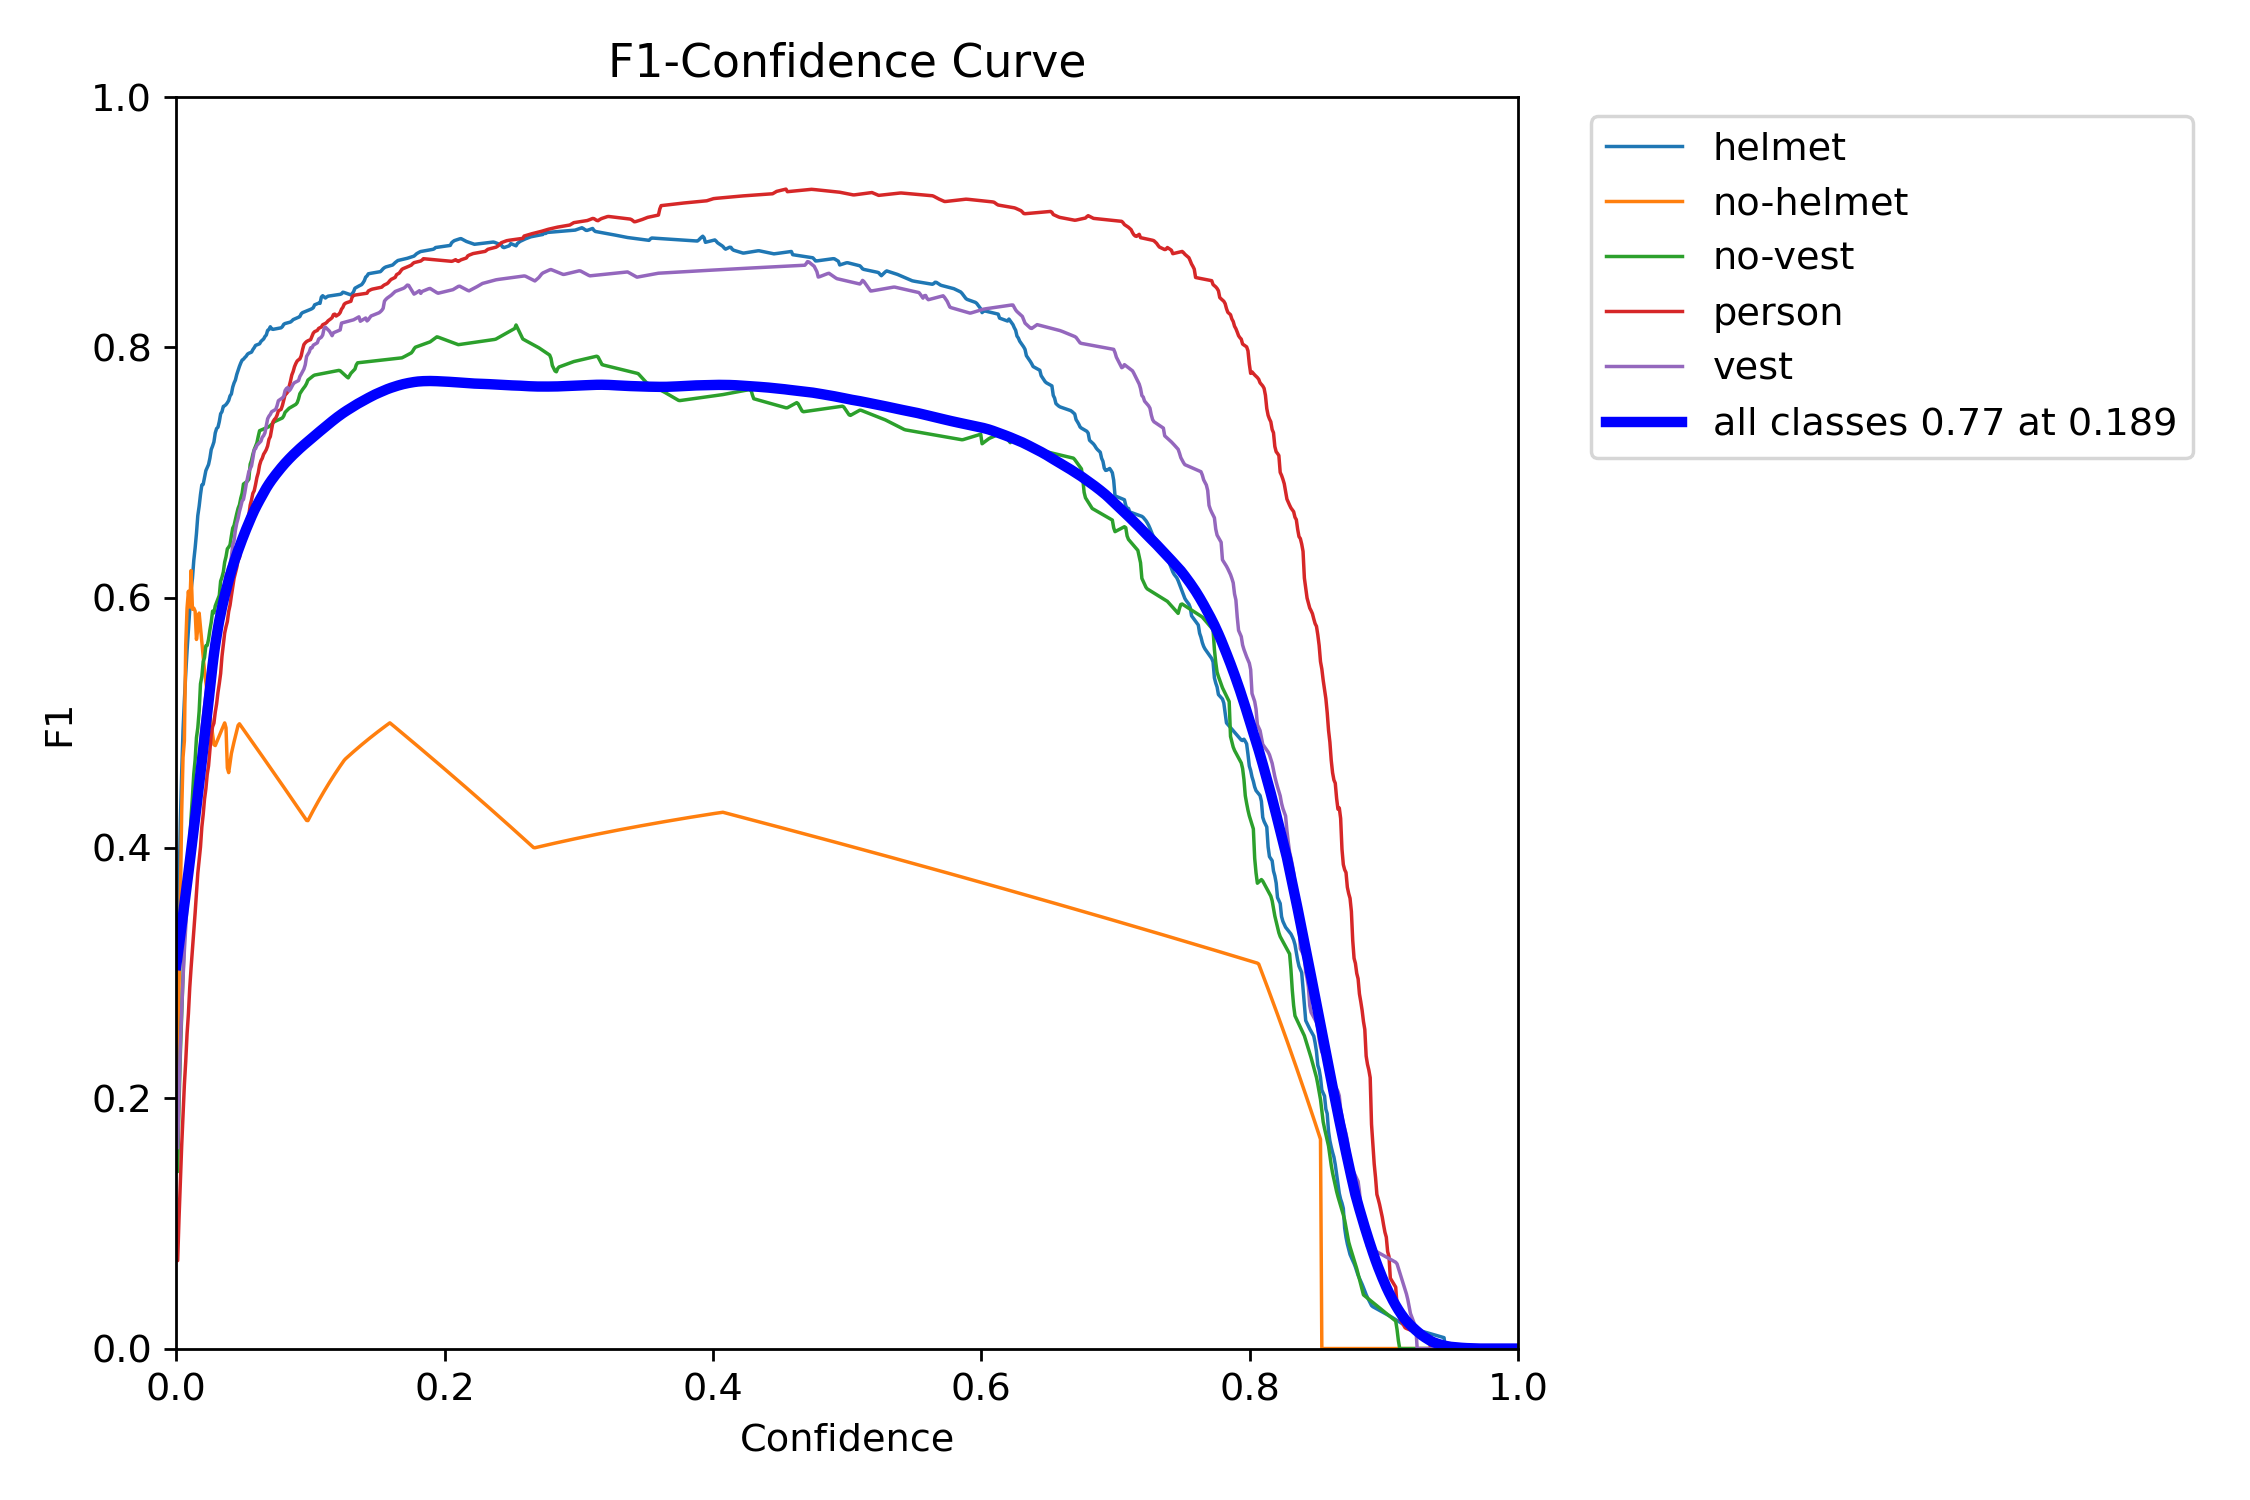 F1-Confidence Curve
1.0
0.8
0.6
0.4
0.2
0.0
F1
0.0 0.2 0.4 0.6 0.8 1.0
Confidence
helmet
no-helmet
no-vest
person
vest
all classes 0.77 at 0.189